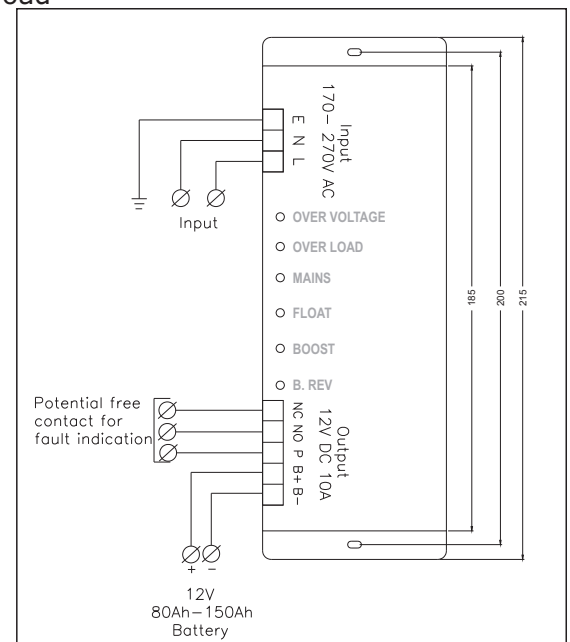 E N L
Input
170- 270V AC
Input
OVER VOLTAGE
OVER LOAD
MAINS
FLOAT
BOOST
B. REV
185
200
215
Potential free
contact for
fault indication
NC NO P B+ B-
Output
12V DC 10A
+ -
12V
80Ah-150Ah
Battery